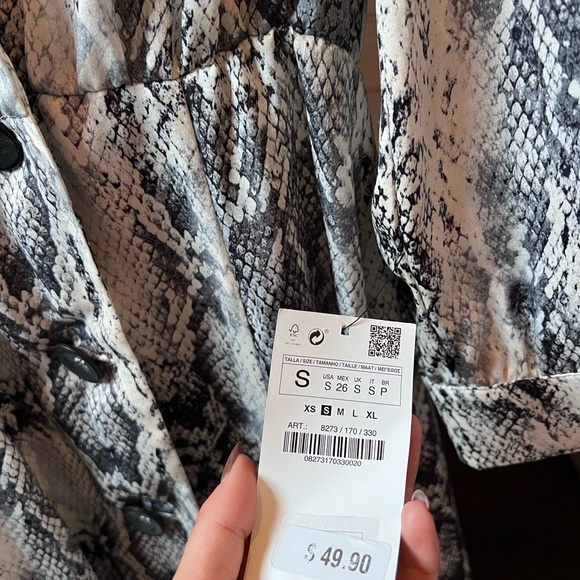 FSC
TALLA / SIZE / TAMANHO / TAILLE / MAAT / ΜΕΓΕΘΟΣ
S
USA MEX UK IT BR
S 26 S S P
XS S M L XL
ART.: 8273 / 170 / 330
08273170330020
$ 49.90